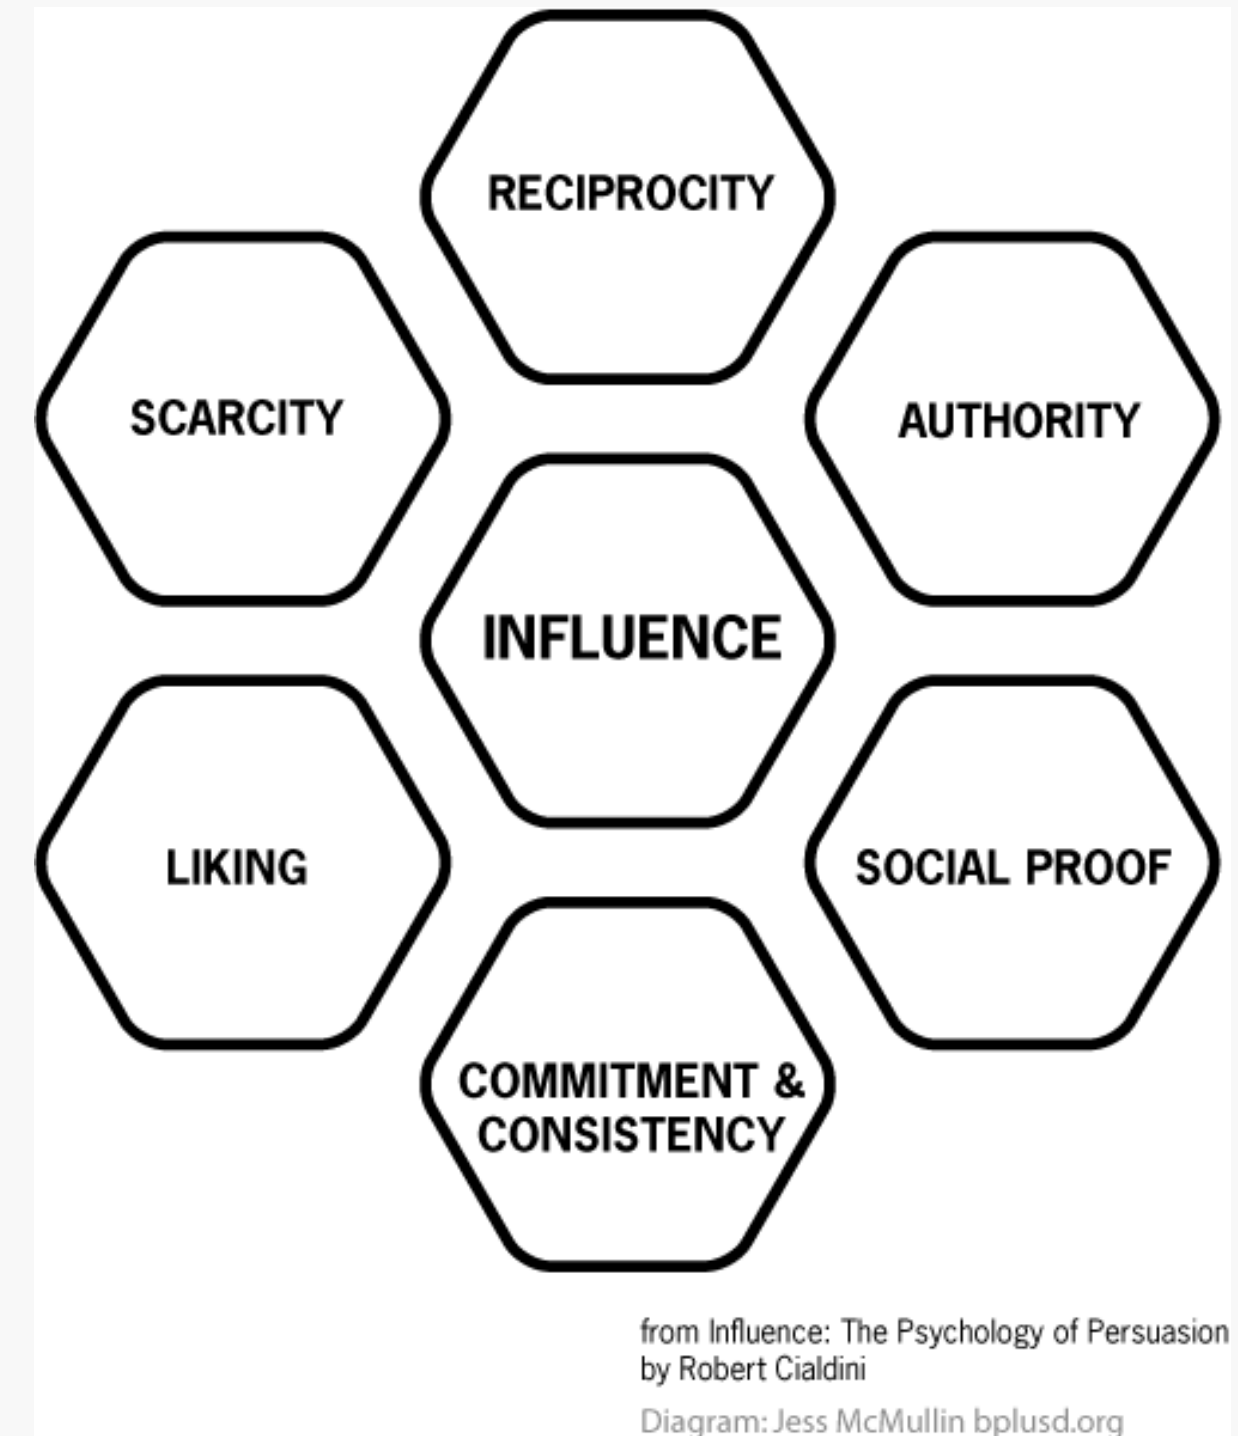 RECIPROCITY
SCARCITY
AUTHORITY
INFLUENCE
LIKING
SOCIAL PROOF
COMMITMENT &
CONSISTENCY
from Influence: The Psychology of Persuasion
by Robert Cialdini
Diagram: Jess McMullin bplusd.org